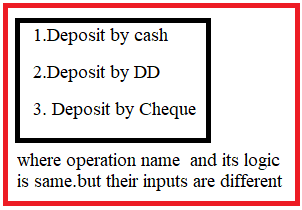 1.Deposit by cash
2.Deposit by DD
3. Deposit by Cheque
where operation name and its logic
is same.but their inputs are different